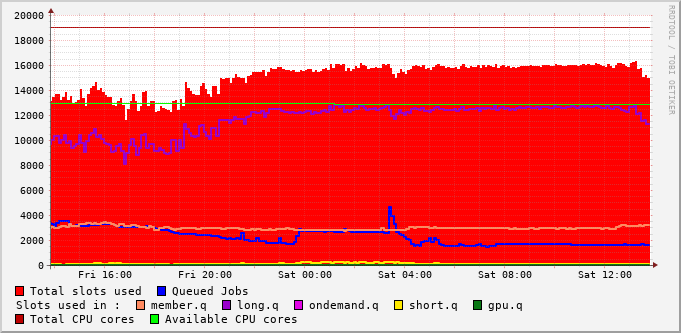 20000
18000
16000
14000
12000
10000
8000
6000
4000
2000
0
Fri 16:00 Fri 20:00 Sat 00:00 Sat 04:00 Sat 08:00 Sat 12:00
RRDTOOL / TOBI OETIKER
Total slots used Queued Jobs
Slots used in : member.q long.q ondemand.q short.q gpu.q
Total CPU cores Available CPU cores